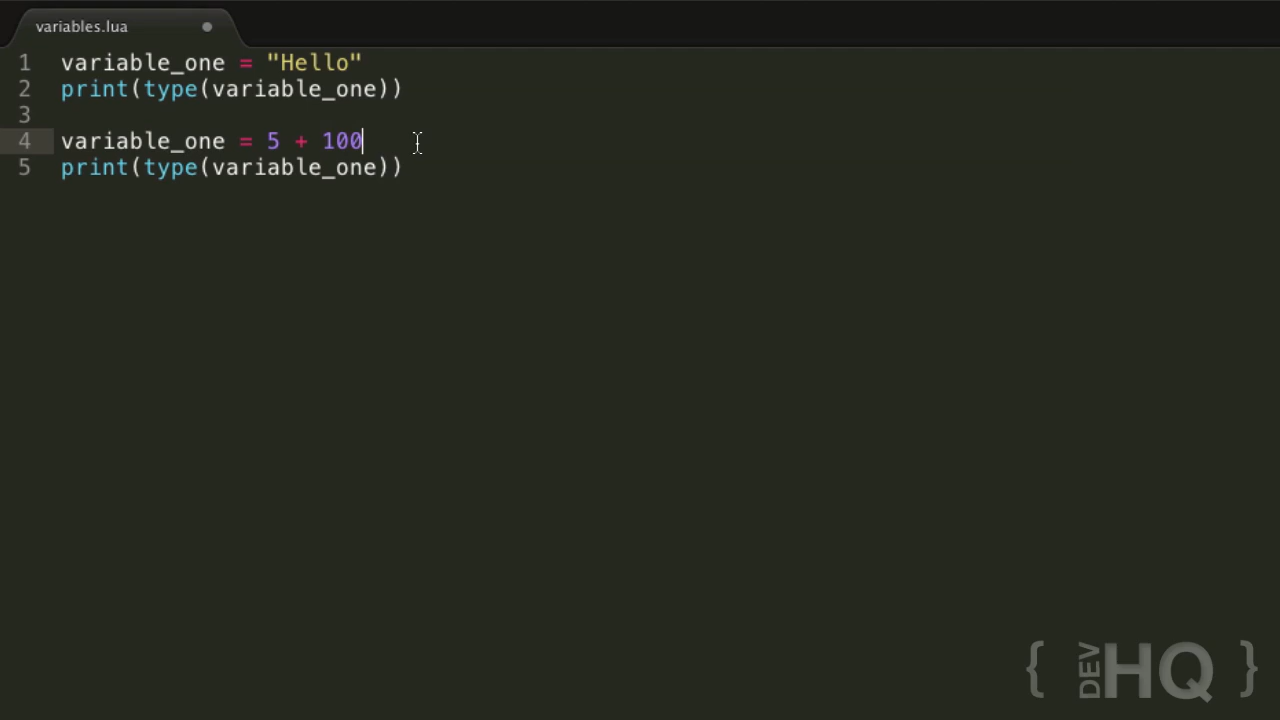 variables.lua
1 variable_one = "Hello"
2 print(type(variable_one))
3
4 variable_one = 5 + 100
5 print(type(variable_one))
{ DEV HQ }